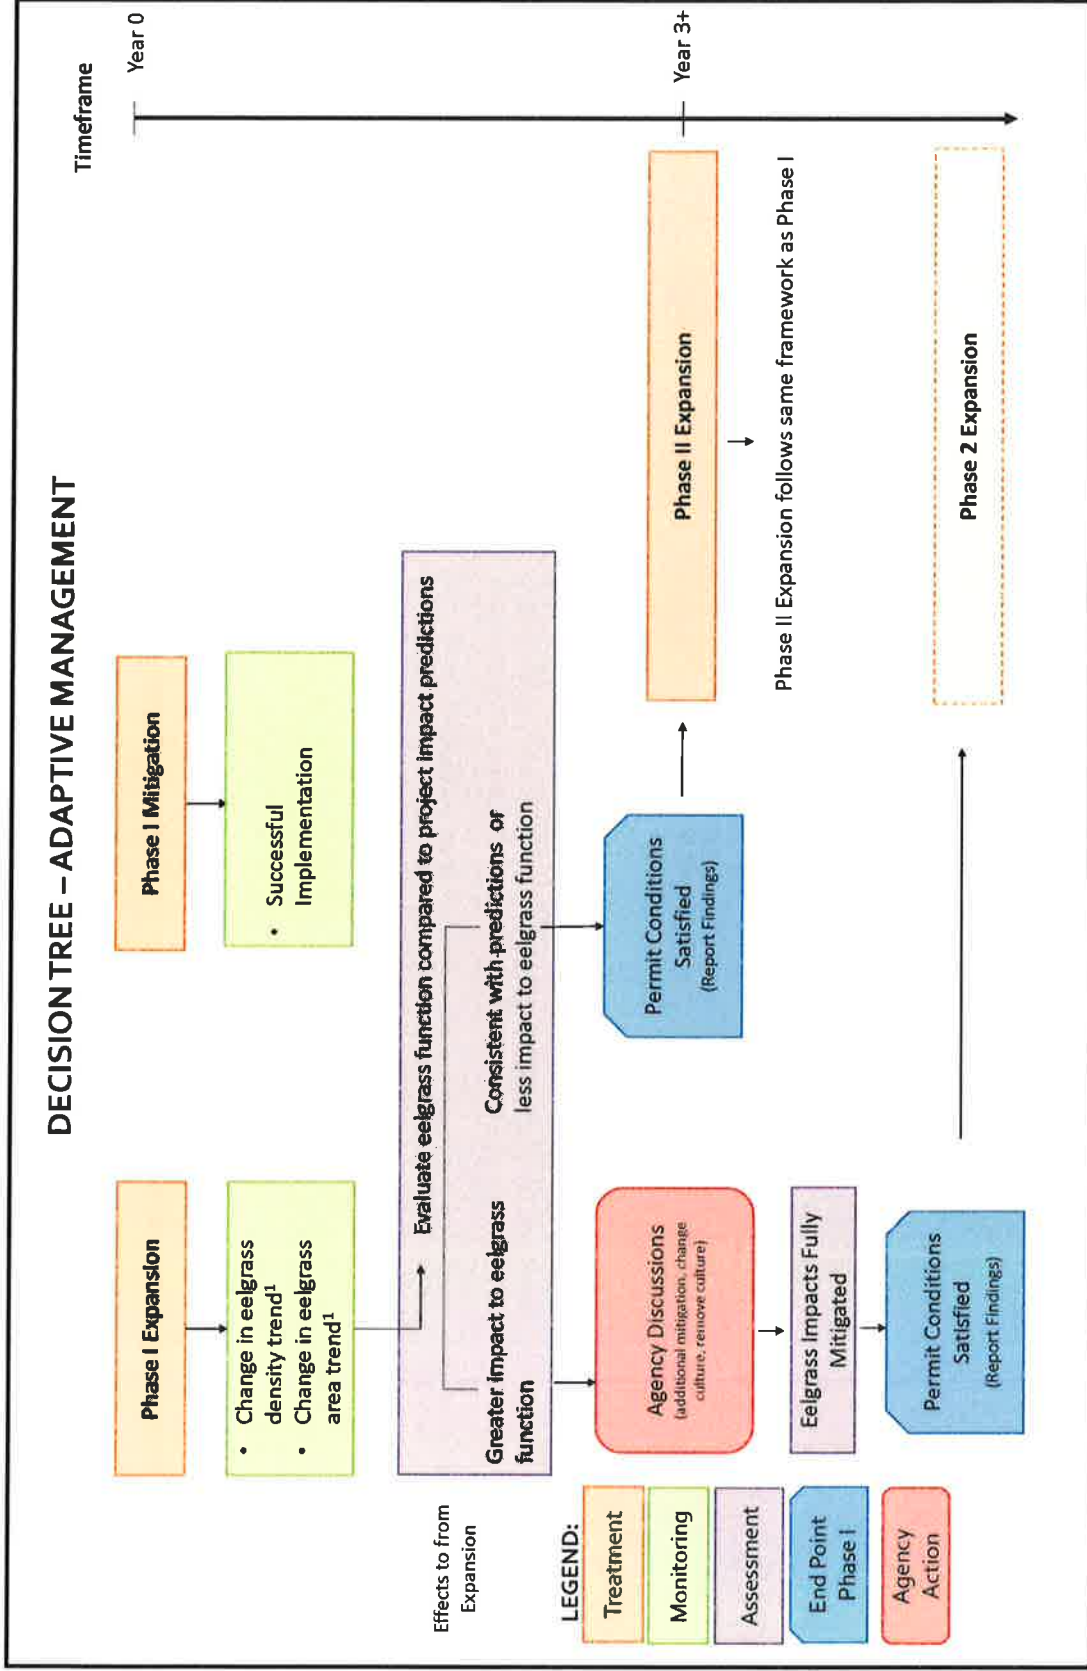 DECISION TREE – ADAPTIVE MANAGEMENT
Timeframe
Year 0
Phase I Expansion
Phase I Mitigation
• Change in eelgrass
density trend1
• Change in eelgrass
area trend1
• Successful
Implementation
Effects to from
Expansion
Evaluate eelgrass function compared to project impact predictions
Greater impact to eelgrass
function
Consistent with predictions or
less impact to eelgrass function
Agency Discussions
(additional mitigation, change
culture, remove culture)
Permit Conditions
Satisfied
(Report Findings)
Phase II Expansion
Year 3+
Phase II Expansion follows same framework as Phase I
Eelgrass Impacts Fully
Mitigated
Permit Conditions
Satisfied
(Report Findings)
Phase 2 Expansion
LEGEND:
Treatment
Monitoring
Assessment
End Point
Phase I
Agency
Action